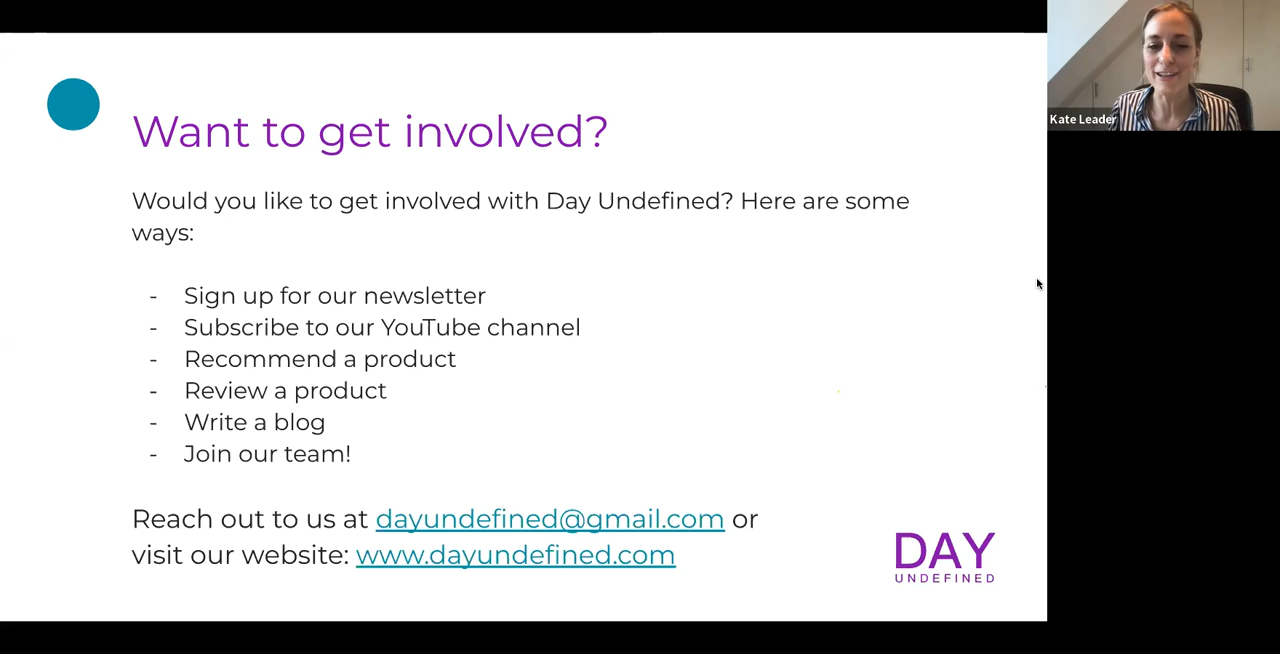 Want to get involved?
Would you like to get involved with Day Undefined? Here are some
ways:
- Sign up for our newsletter
- Subscribe to our YouTube channel
- Recommend a product
- Review a product
- Write a blog
- Join our team!
Reach out to us at dayundefined@gmail.com or
visit our website: www.dayundefined.com
DAY
UNDEFINED
Kate Leader